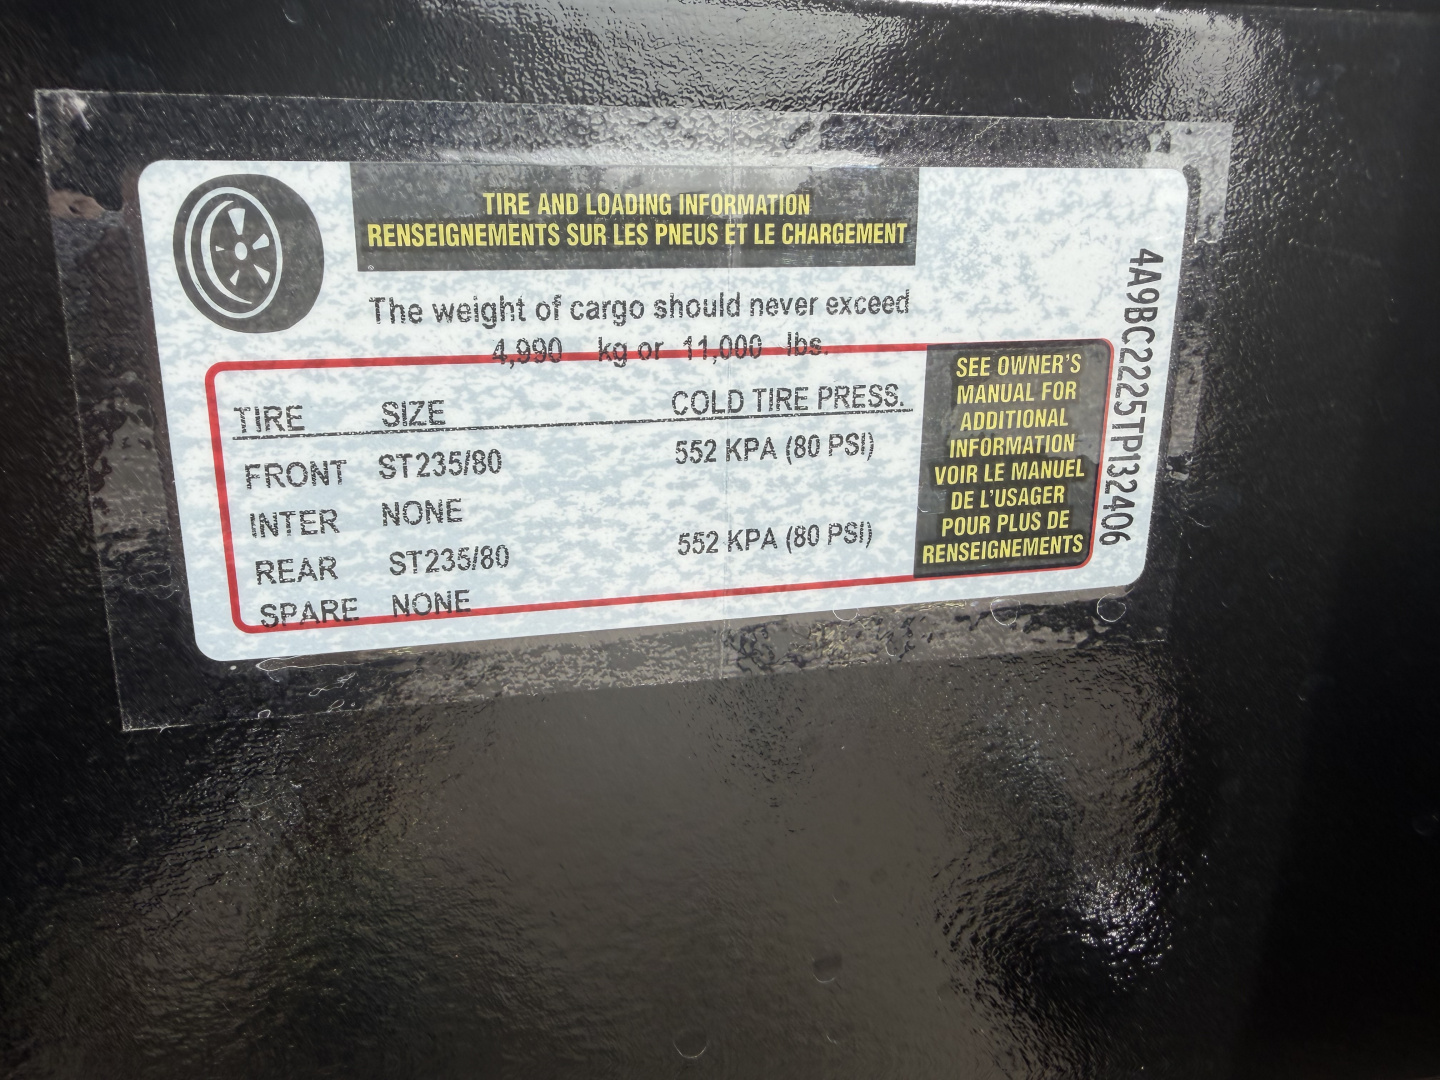 TIRE AND LOADING INFORMATION
RENSEIGNEMENTS SUR LES PNEUS ET LE CHARGEMENT
The weight of cargo should never exceed
4,990 kg or 11,000 lbs.
TIRE SIZE COLD TIRE PRESS.
FRONT ST235/80 552 KPA (80 PSI)
INTER NONE
REAR ST235/80 552 KPA (80 PSI)
SPARE NONE
SEE OWNER'S
MANUAL FOR
ADDITIONAL
INFORMATION
VOIR LE MANUEL
DE L'USAGER
POUR PLUS DE
RENSEIGNEMENTS
4A9BC2225TP132406